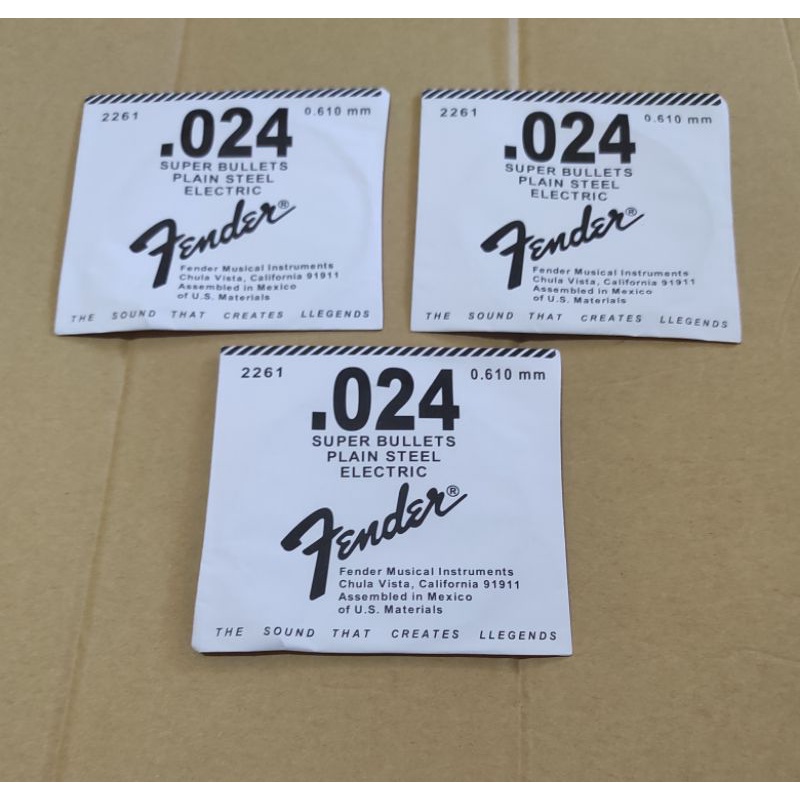 2261
.024
0.610 mm
SUPER BULLETS
PLAIN STEEL
ELECTRIC
Fender®
Fender Musical Instruments
Chula Vista, California 91911
Assembled in Mexico
of U.S. Materials
THE SOUND THAT CREATES LLEGENDS
2261
.024
0.610 mm
SUPER BULLETS
PLAIN STEEL
ELECTRIC
Fender®
Fender Musical Instruments
Chula Vista, California 91911
Assembled in Mexico
of U.S. Materials
THE SOUND THAT CREATES LLEGENDS
2261
.024
0.610 mm
SUPER BULLETS
PLAIN STEEL
ELECTRIC
Fender®
Fender Musical Instruments
Chula Vista, California 91911
Assembled in Mexico
of U.S. Materials
THE SOUND THAT CREATES LLEGENDS